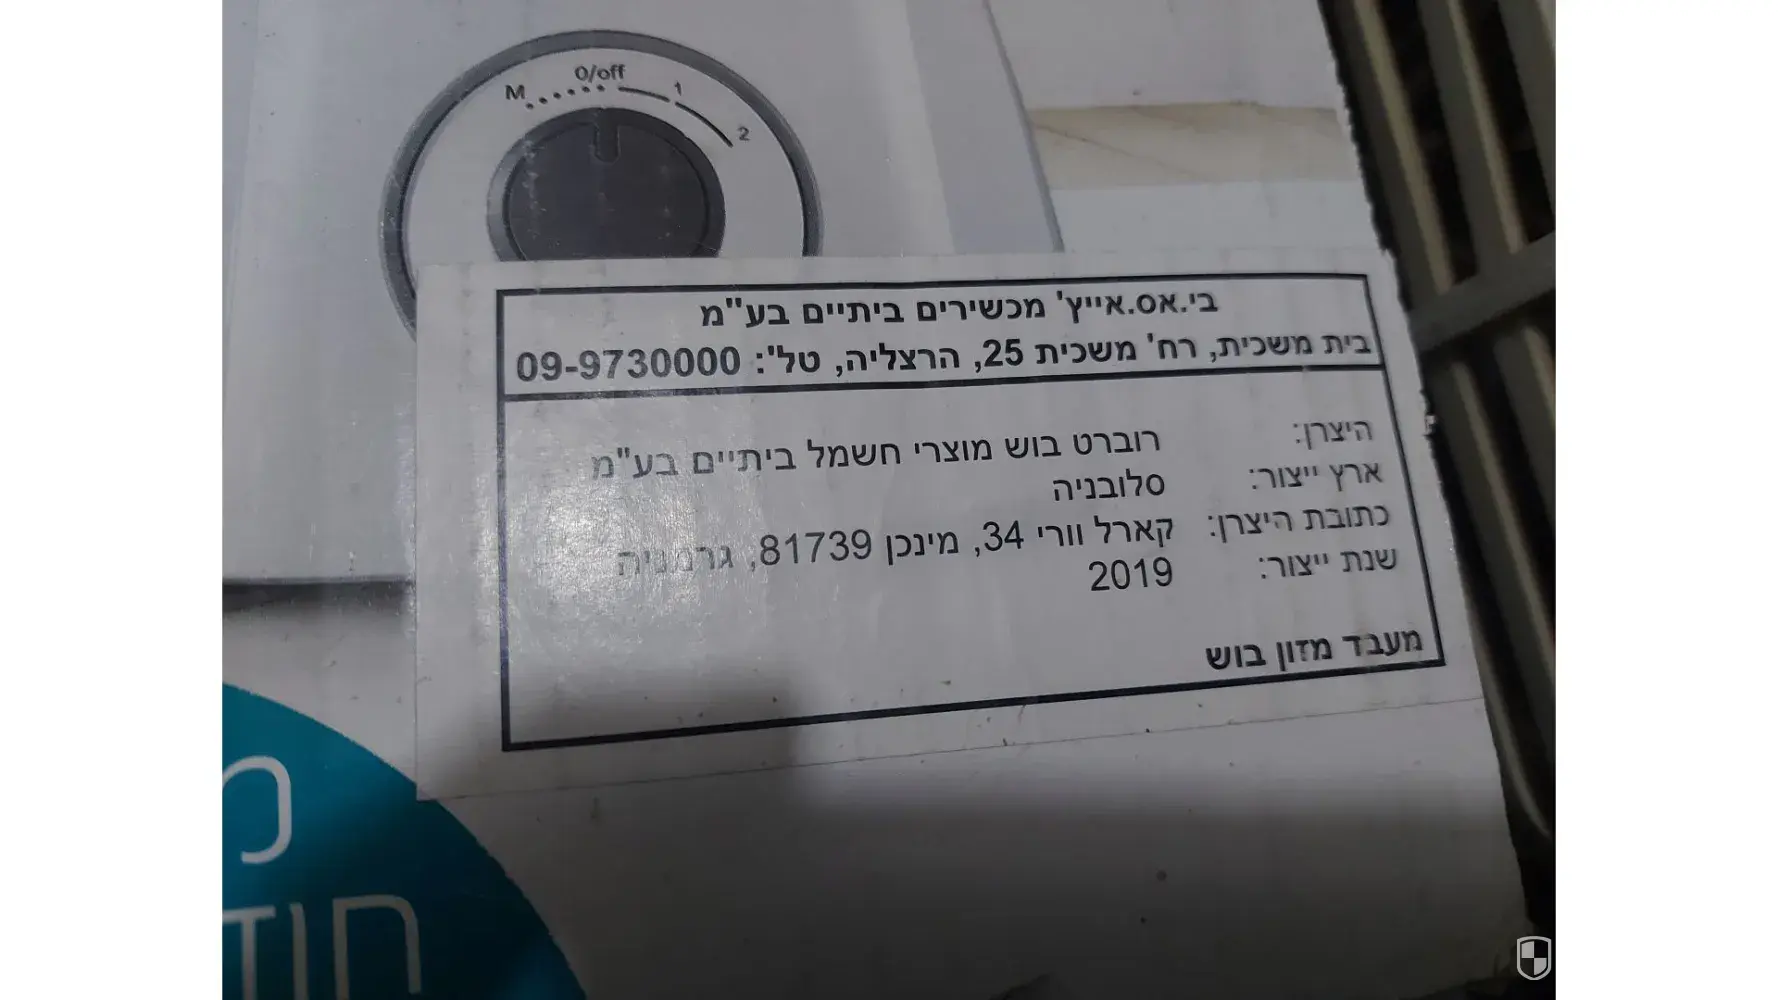 0/off
M 1
2
בי.אס.אייץ' מכשירים ביתיים בע"מ
בית משכית, רח' משכית 25, הרצליה, טל': 09-9730000
היצרן: רוברט בוש מוצרי חשמל ביתיים בע"מ
ארץ ייצור: סלובניה
כתובת היצרן: קארל וורי 34, מינכן 81739, גרמניה
שנת ייצור: 2019
מעבד מזון בוש